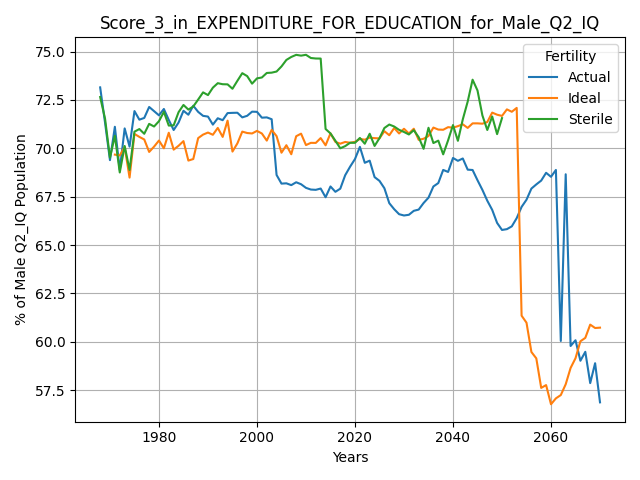 Score_3_in_EXPENDITURE_FOR_EDUCATION_for_Male_Q2_IQ
% of Male Q2_IQ Population
75.0
72.5
70.0
67.5
65.0
62.5
60.0
57.5
Fertility
Actual
Ideal
Sterile
1980
2000
2020
2040
2060
Years